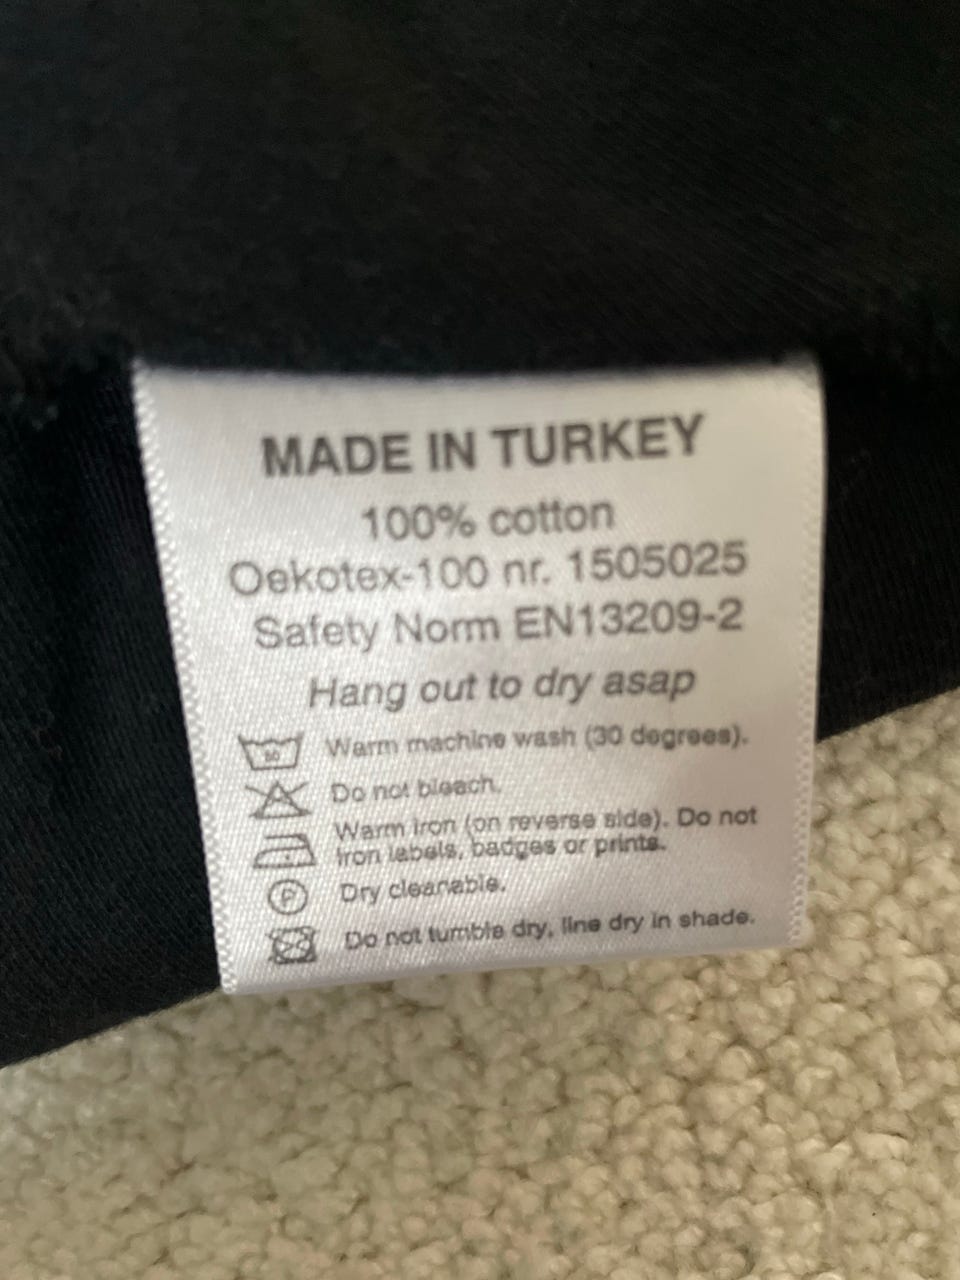 MADE IN TURKEY
100% cotton
Oekotex-100 nr. 1505025
Safety Norm EN13209-2
Hang out to dry asap
30 Warm machine wash (30 degrees).
Do not bleach.
Warm iron (on reverse side). Do not
iron labels, badges or prints.
P Dry cleanable.
Do not tumble dry, line dry in shade.